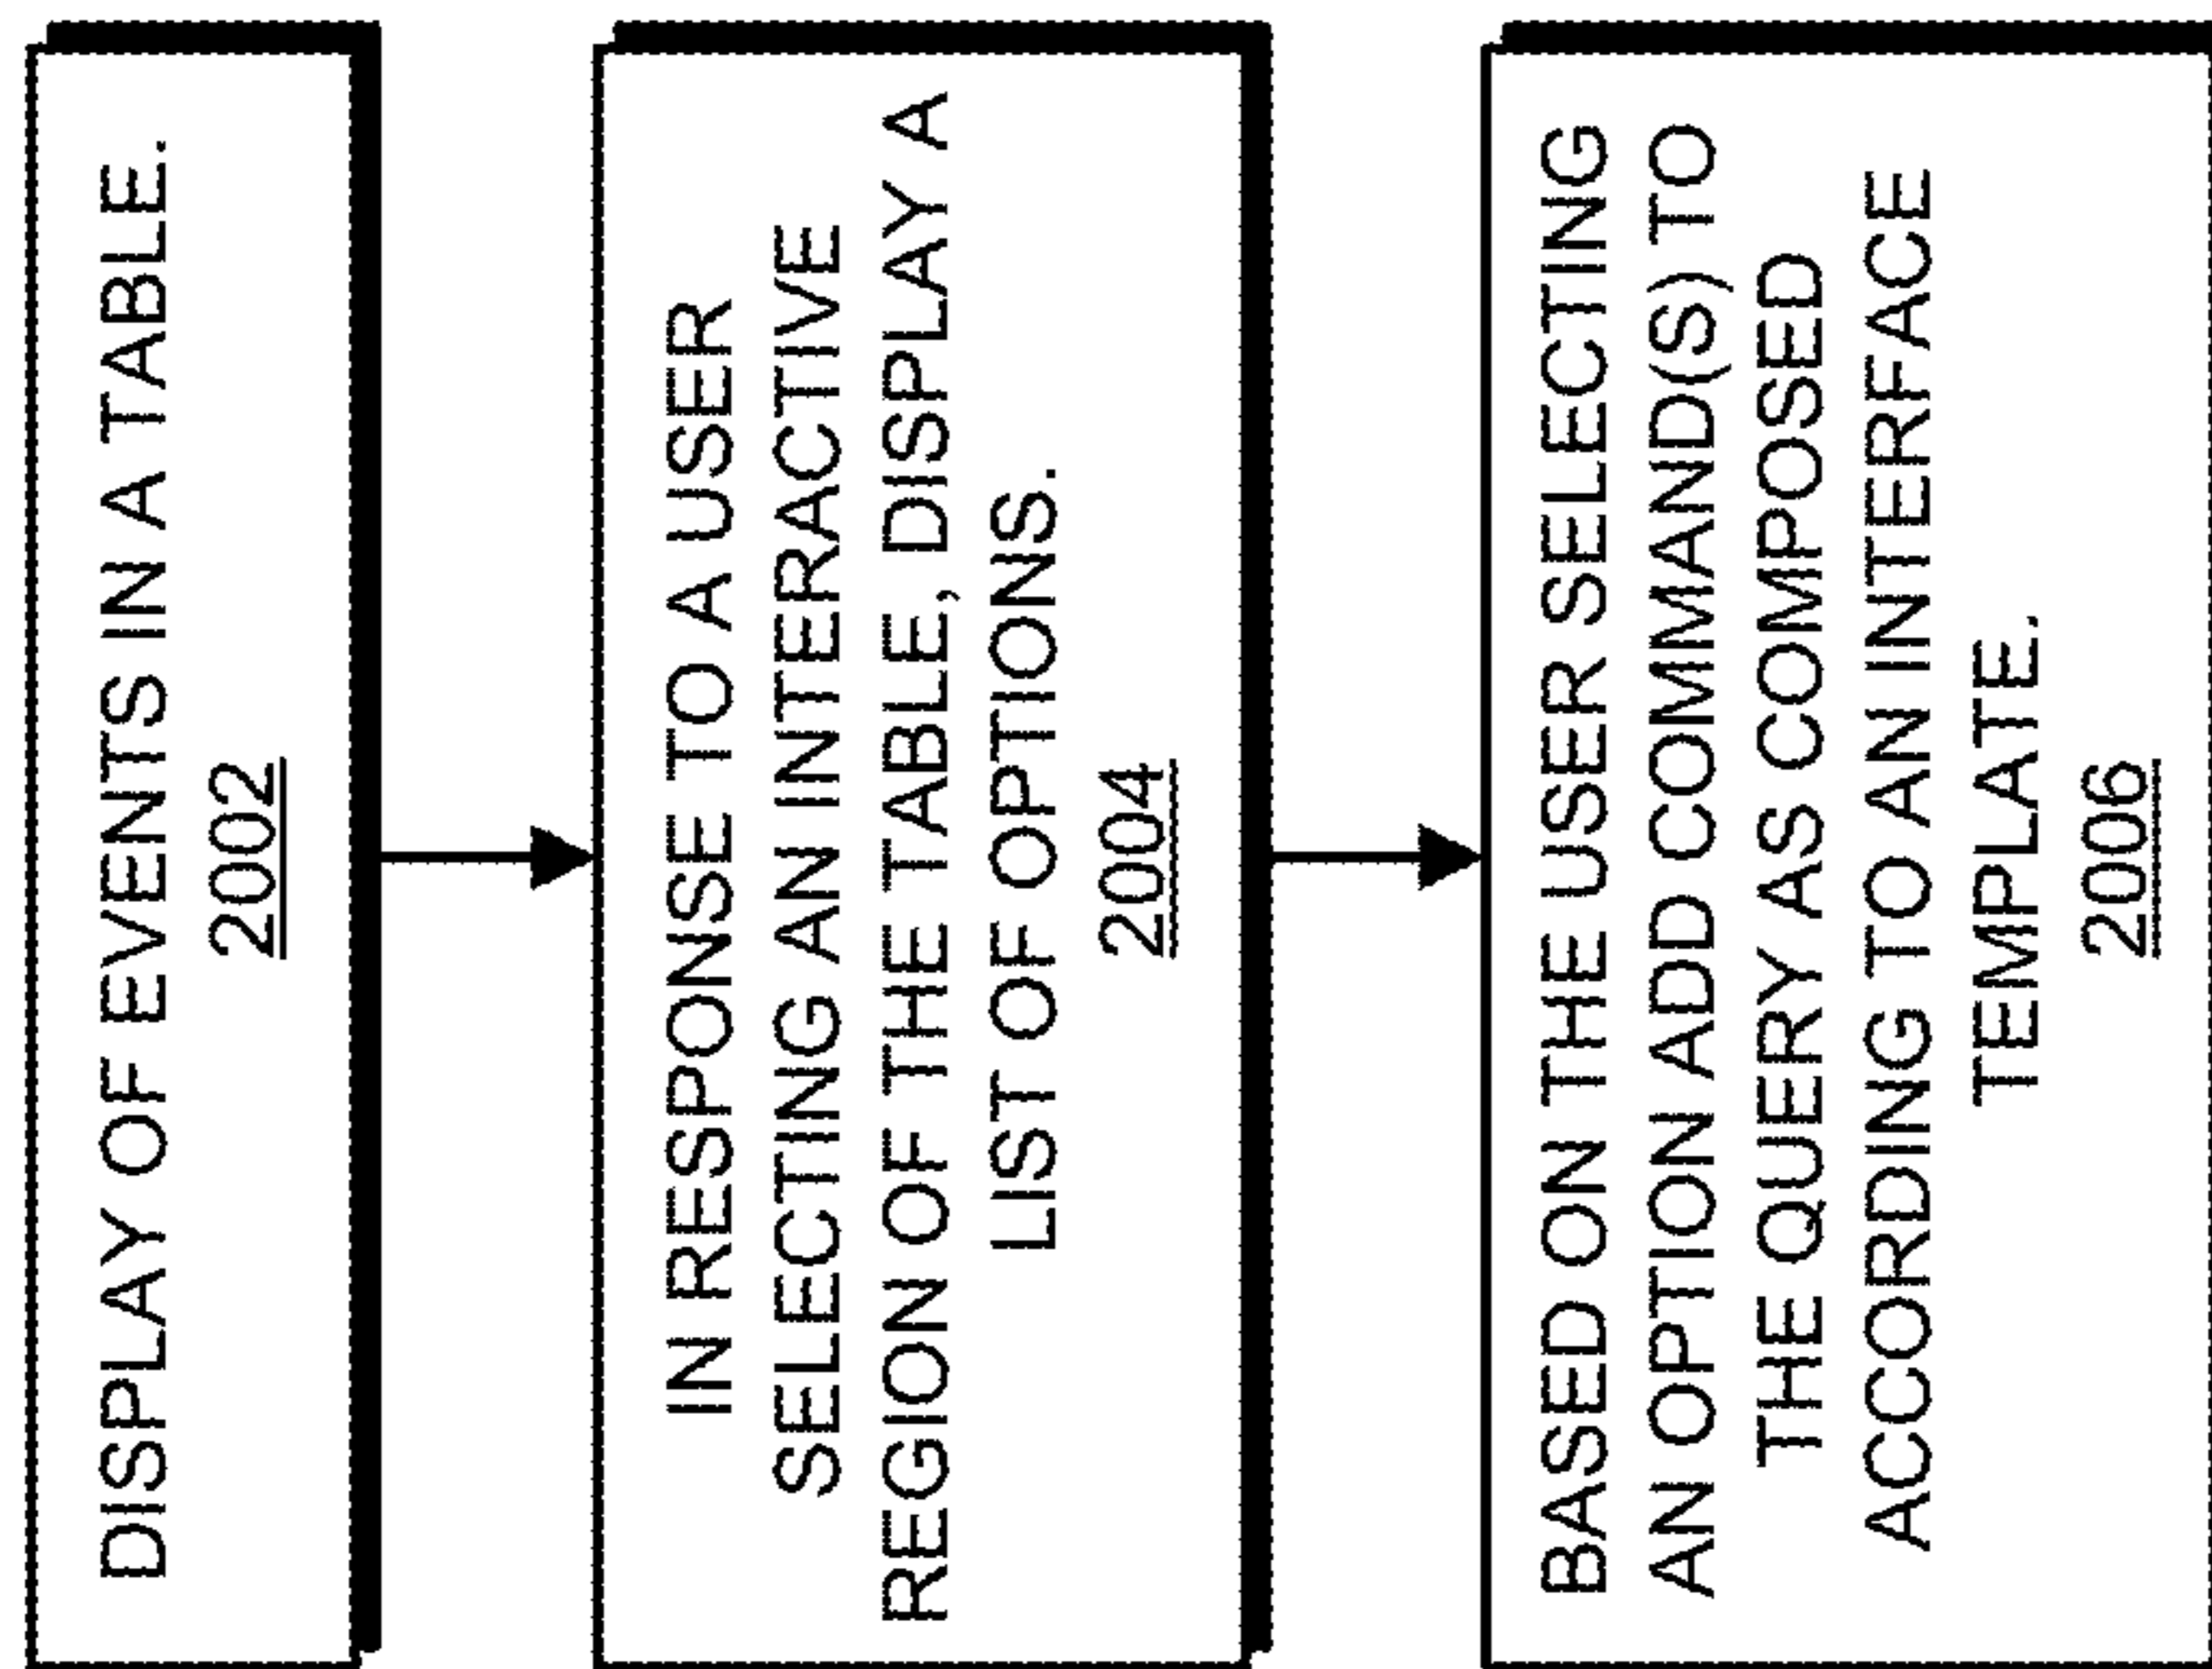 DISPLAY OF EVENTS IN A TABLE.
2002
IN RESPONSE TO A USER
SELECTING AN INTERACTIVE
REGION OF THE TABLE, DISPLAY A
LIST OF OPTIONS.
2004
BASED ON THE USER SELECTING
AN OPTION ADD COMMAND(S) TO
THE QUERY AS COMPOSED
ACCORDING TO AN INTERFACE
TEMPLATE.
2006